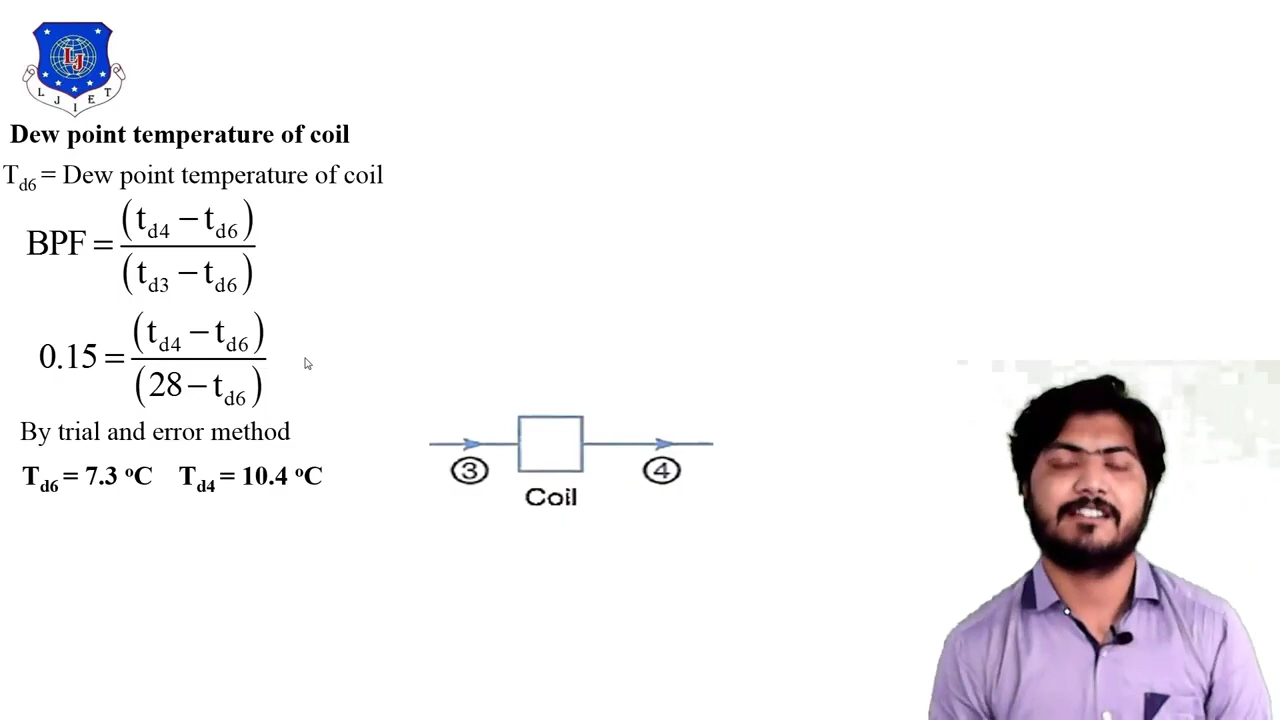 L J I E T
LJ
Dew point temperature of coil
T_d6 = Dew point temperature of coil
BPF = (t_d4 − t_d6) / (t_d3 − t_d6)
0.15 = (t_d4 − t_d6) / (28 − t_d6)
By trial and error method
T_d6 = 7.3 °C T_d4 = 10.4 °C
3 4
Coil